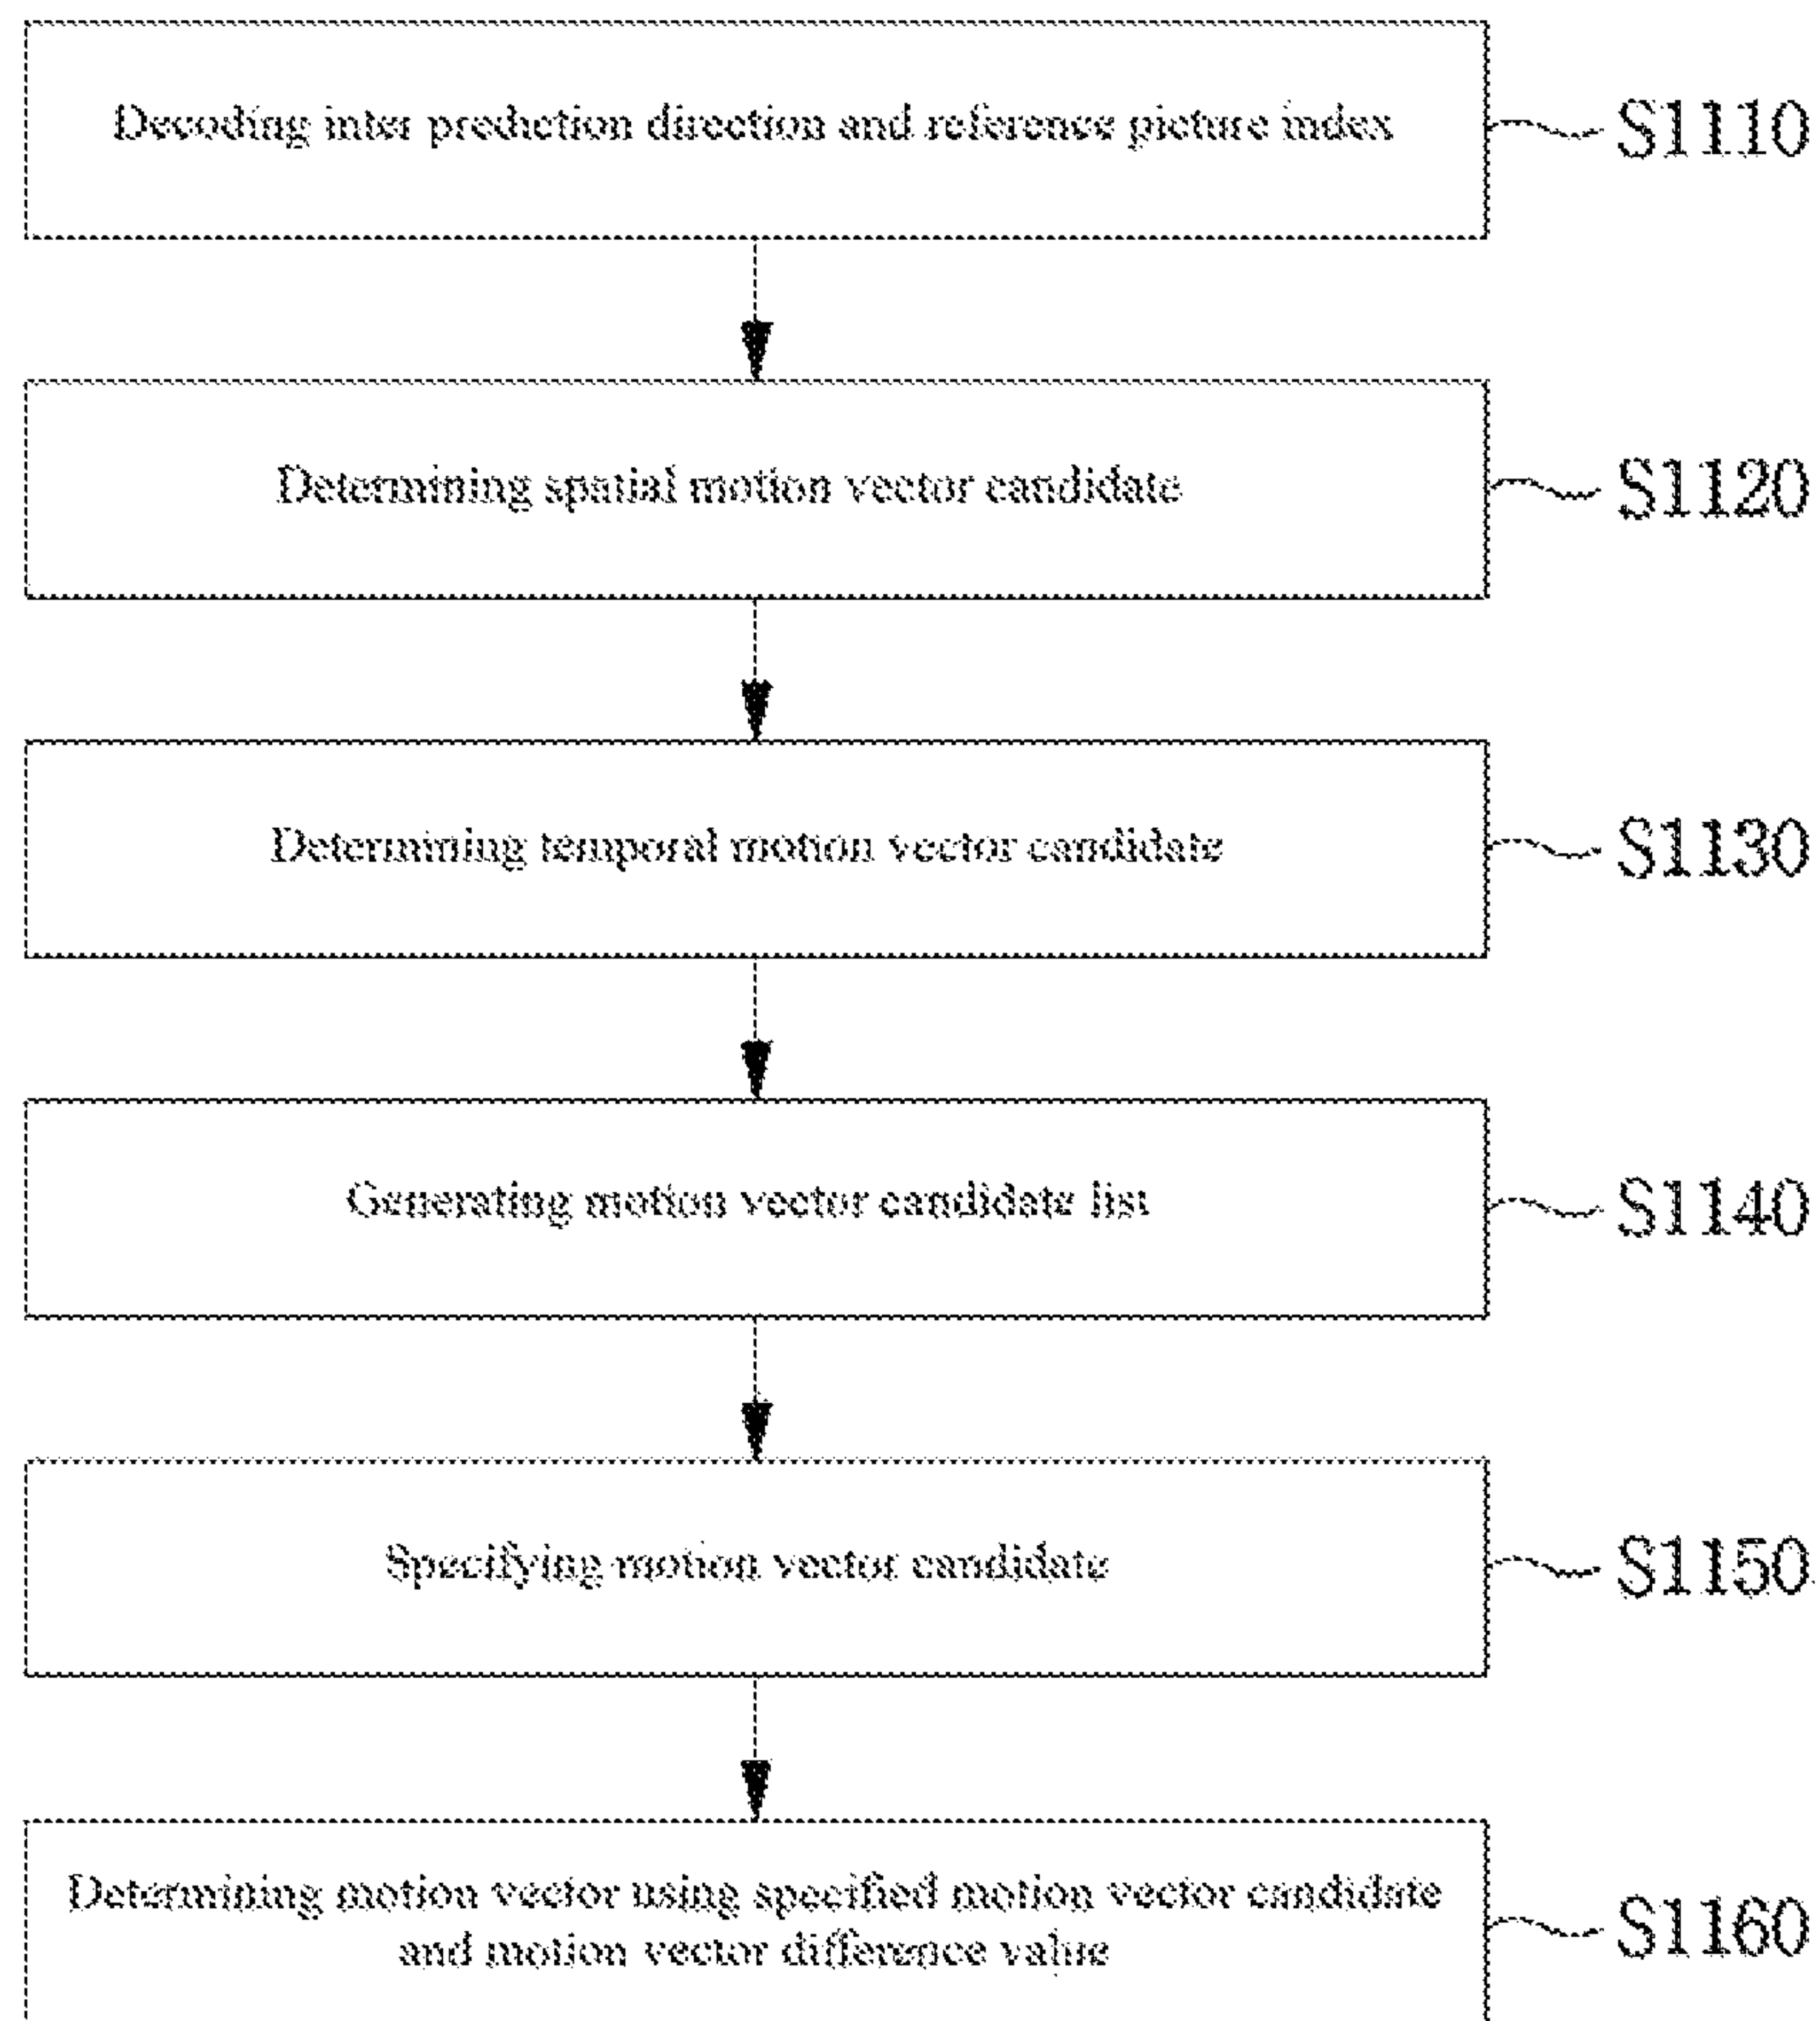 Decoding inter prediction direction and reference picture index
S1110
Determining spatial motion vector candidate
S1120
Determining temporal motion vector candidate
S1130
Generating motion vector candidate list
S1140
Specifying motion vector candidate
S1150
Determining motion vector using specified motion vector candidate
and motion vector difference value
S1160